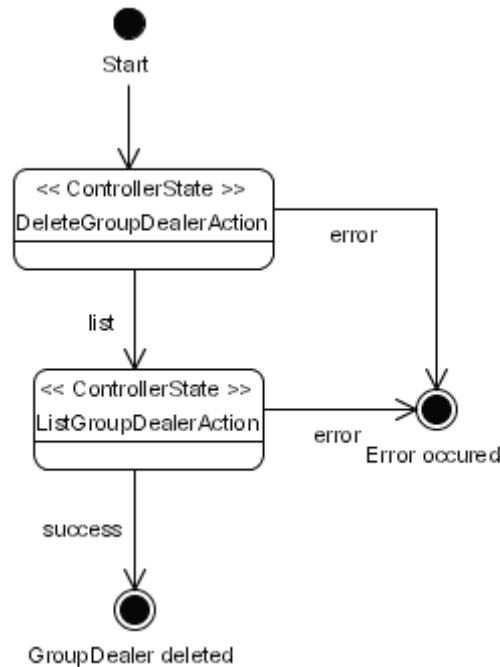 Start
<< ControllerState >>
DeleteGroupDealerAction
error
list
<< ControllerState >>
ListGroupDealerAction
error
Error occured
success
GroupDealer deleted